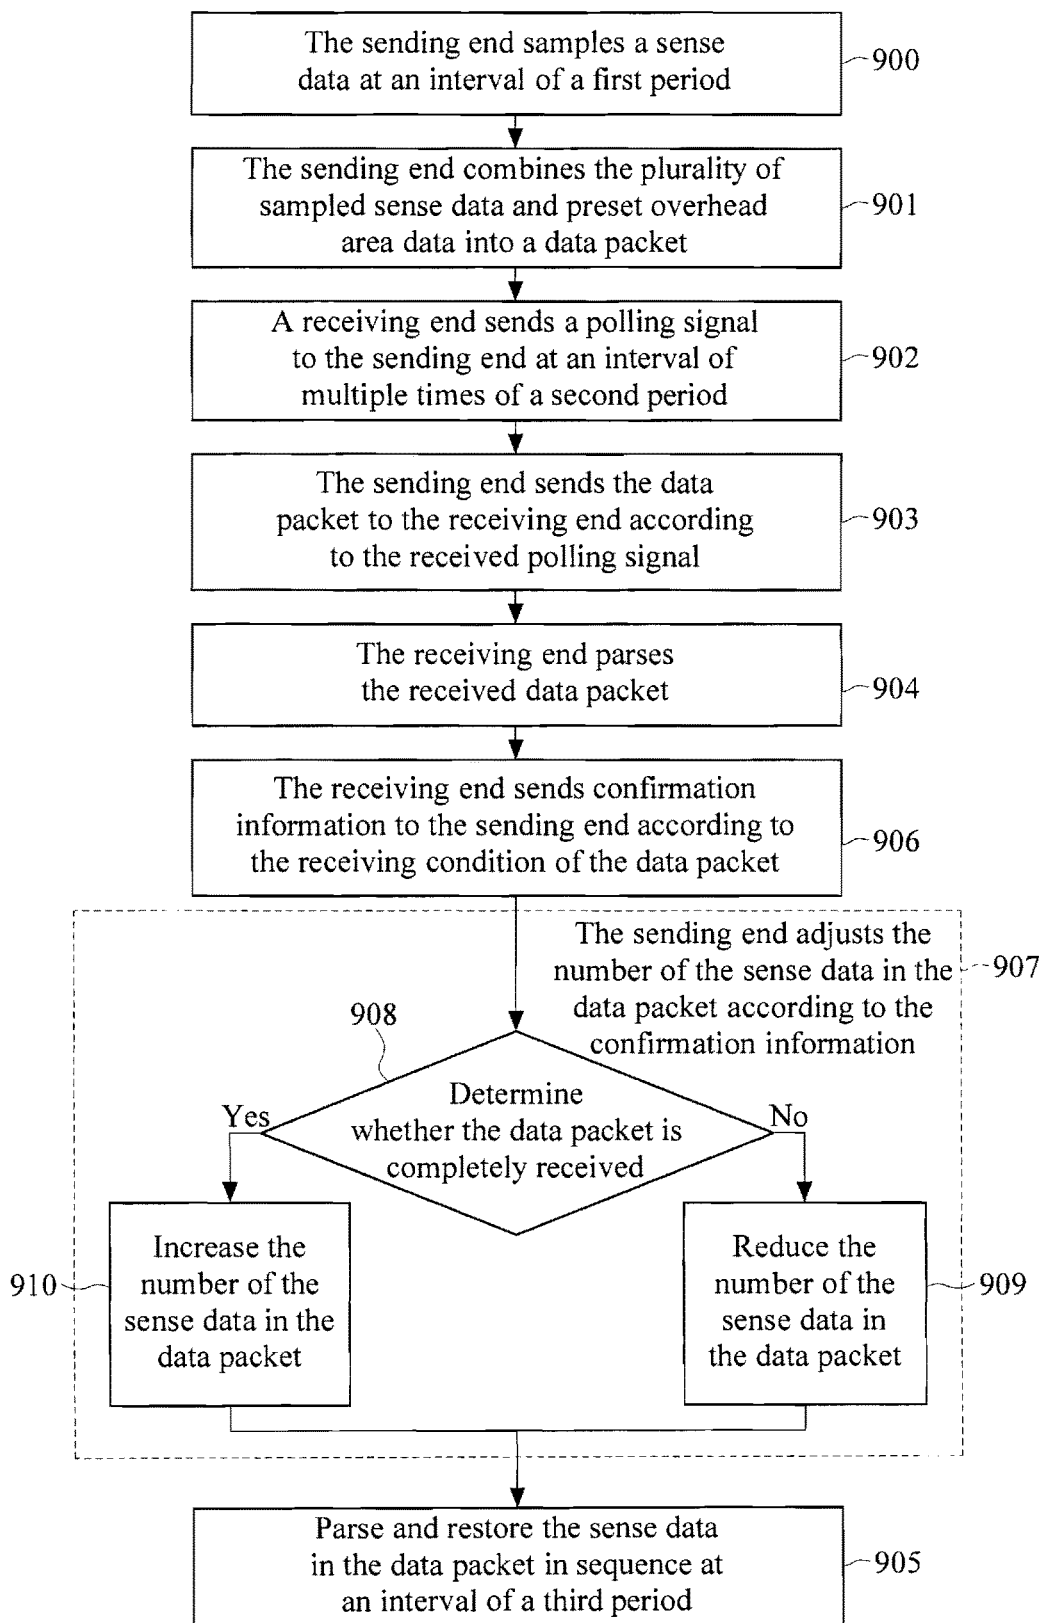 The sending end samples a sense
data at an interval of a first period
900
The sending end combines the plurality of
sampled sense data and preset overhead
area data into a data packet
901
A receiving end sends a polling signal
to the sending end at an interval of
multiple times of a second period
902
The sending end sends the data
packet to the receiving end according
to the received polling signal
903
The receiving end parses
the received data packet
904
The receiving end sends confirmation
information to the sending end according to
the receiving condition of the data packet
906
The sending end adjusts the
number of the sense data in the
data packet according to the
confirmation information
907
908
Determine
whether the data packet is
completely received
Yes
No
Increase the
number of the
sense data in the
data packet
910
Reduce the
number of the
sense data in
the data packet
909
Parse and restore the sense data
in the data packet in sequence at
an interval of a third period
905